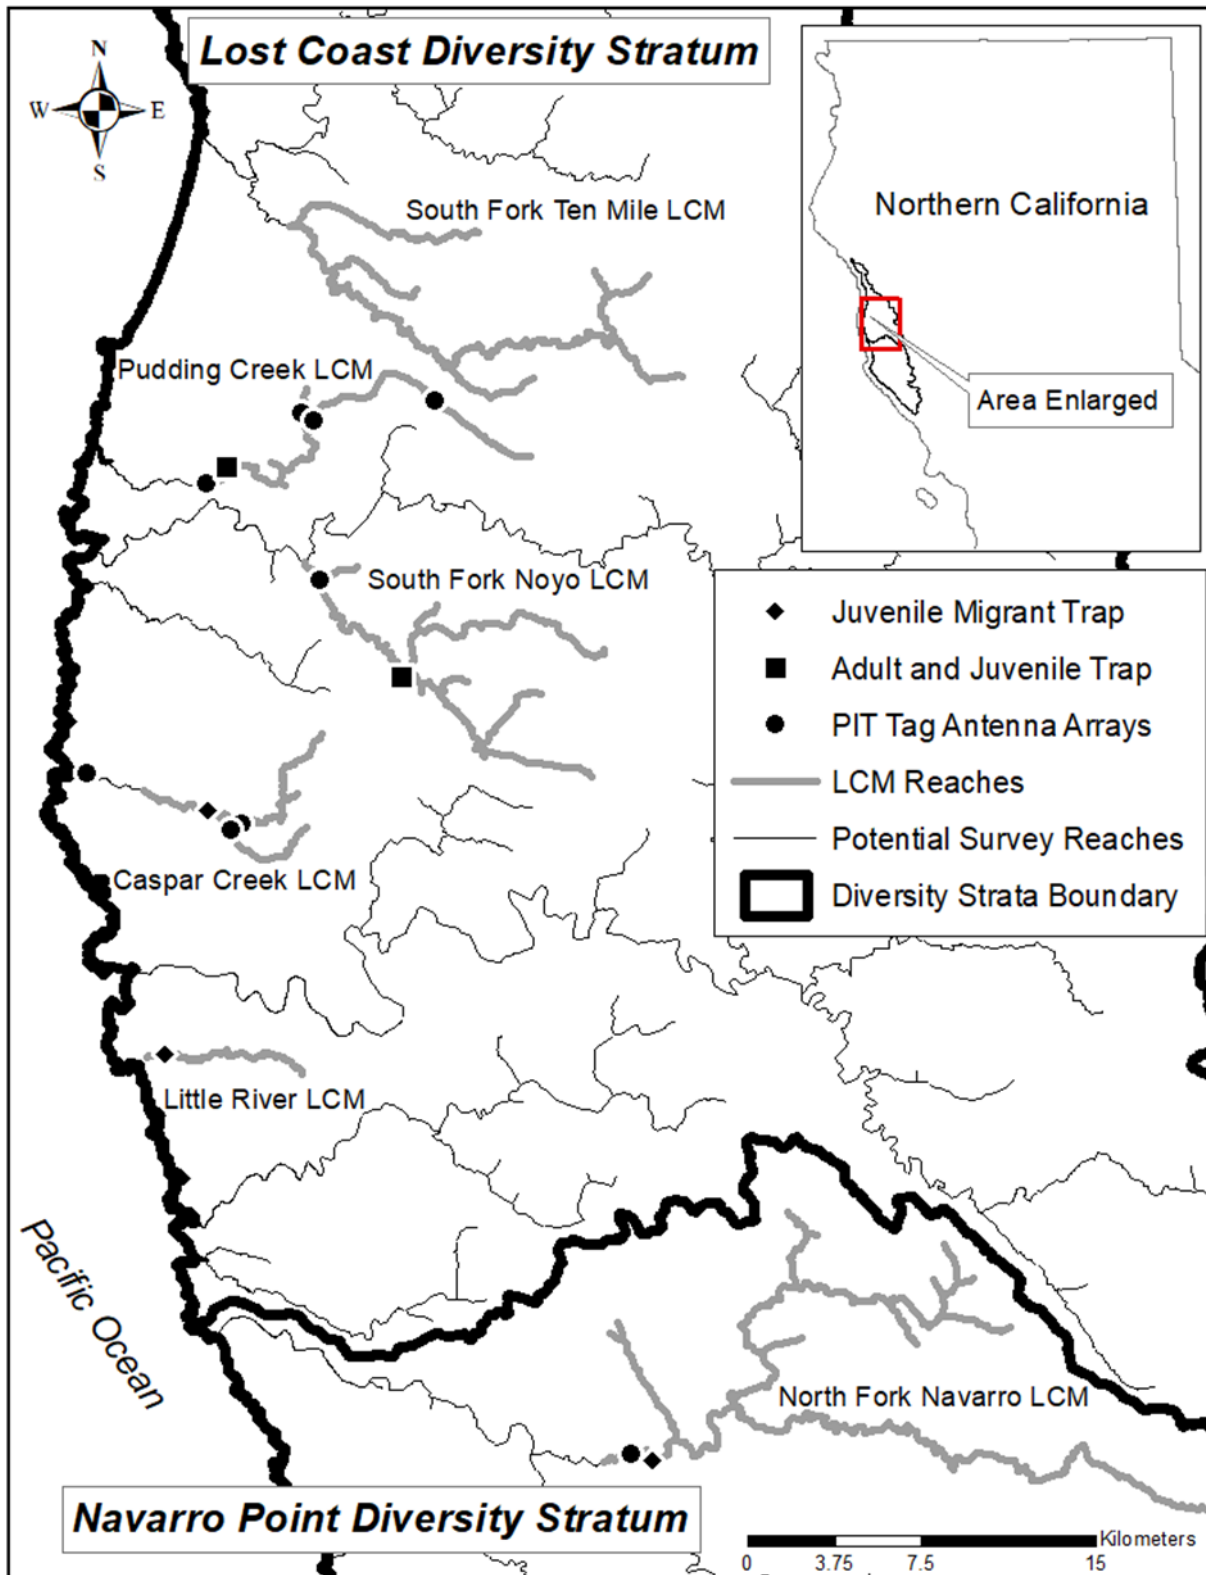 Lost Coast Diversity Stratum
N
W
E
S
Northern California
South Fork Ten Mile LCM
Pudding Creek LCM
Area Enlarged
South Fork Noyo LCM
Juvenile Migrant Trap
Adult and Juvenile Trap
PIT Tag Antenna Arrays
LCM Reaches
Potential Survey Reaches
Diversity Strata Boundary
Caspar Creek LCM
Little River LCM
Pacific Ocean
North Fork Navarro LCM
Navarro Point Diversity Stratum
Kilometers
0 3.75 7.5 15